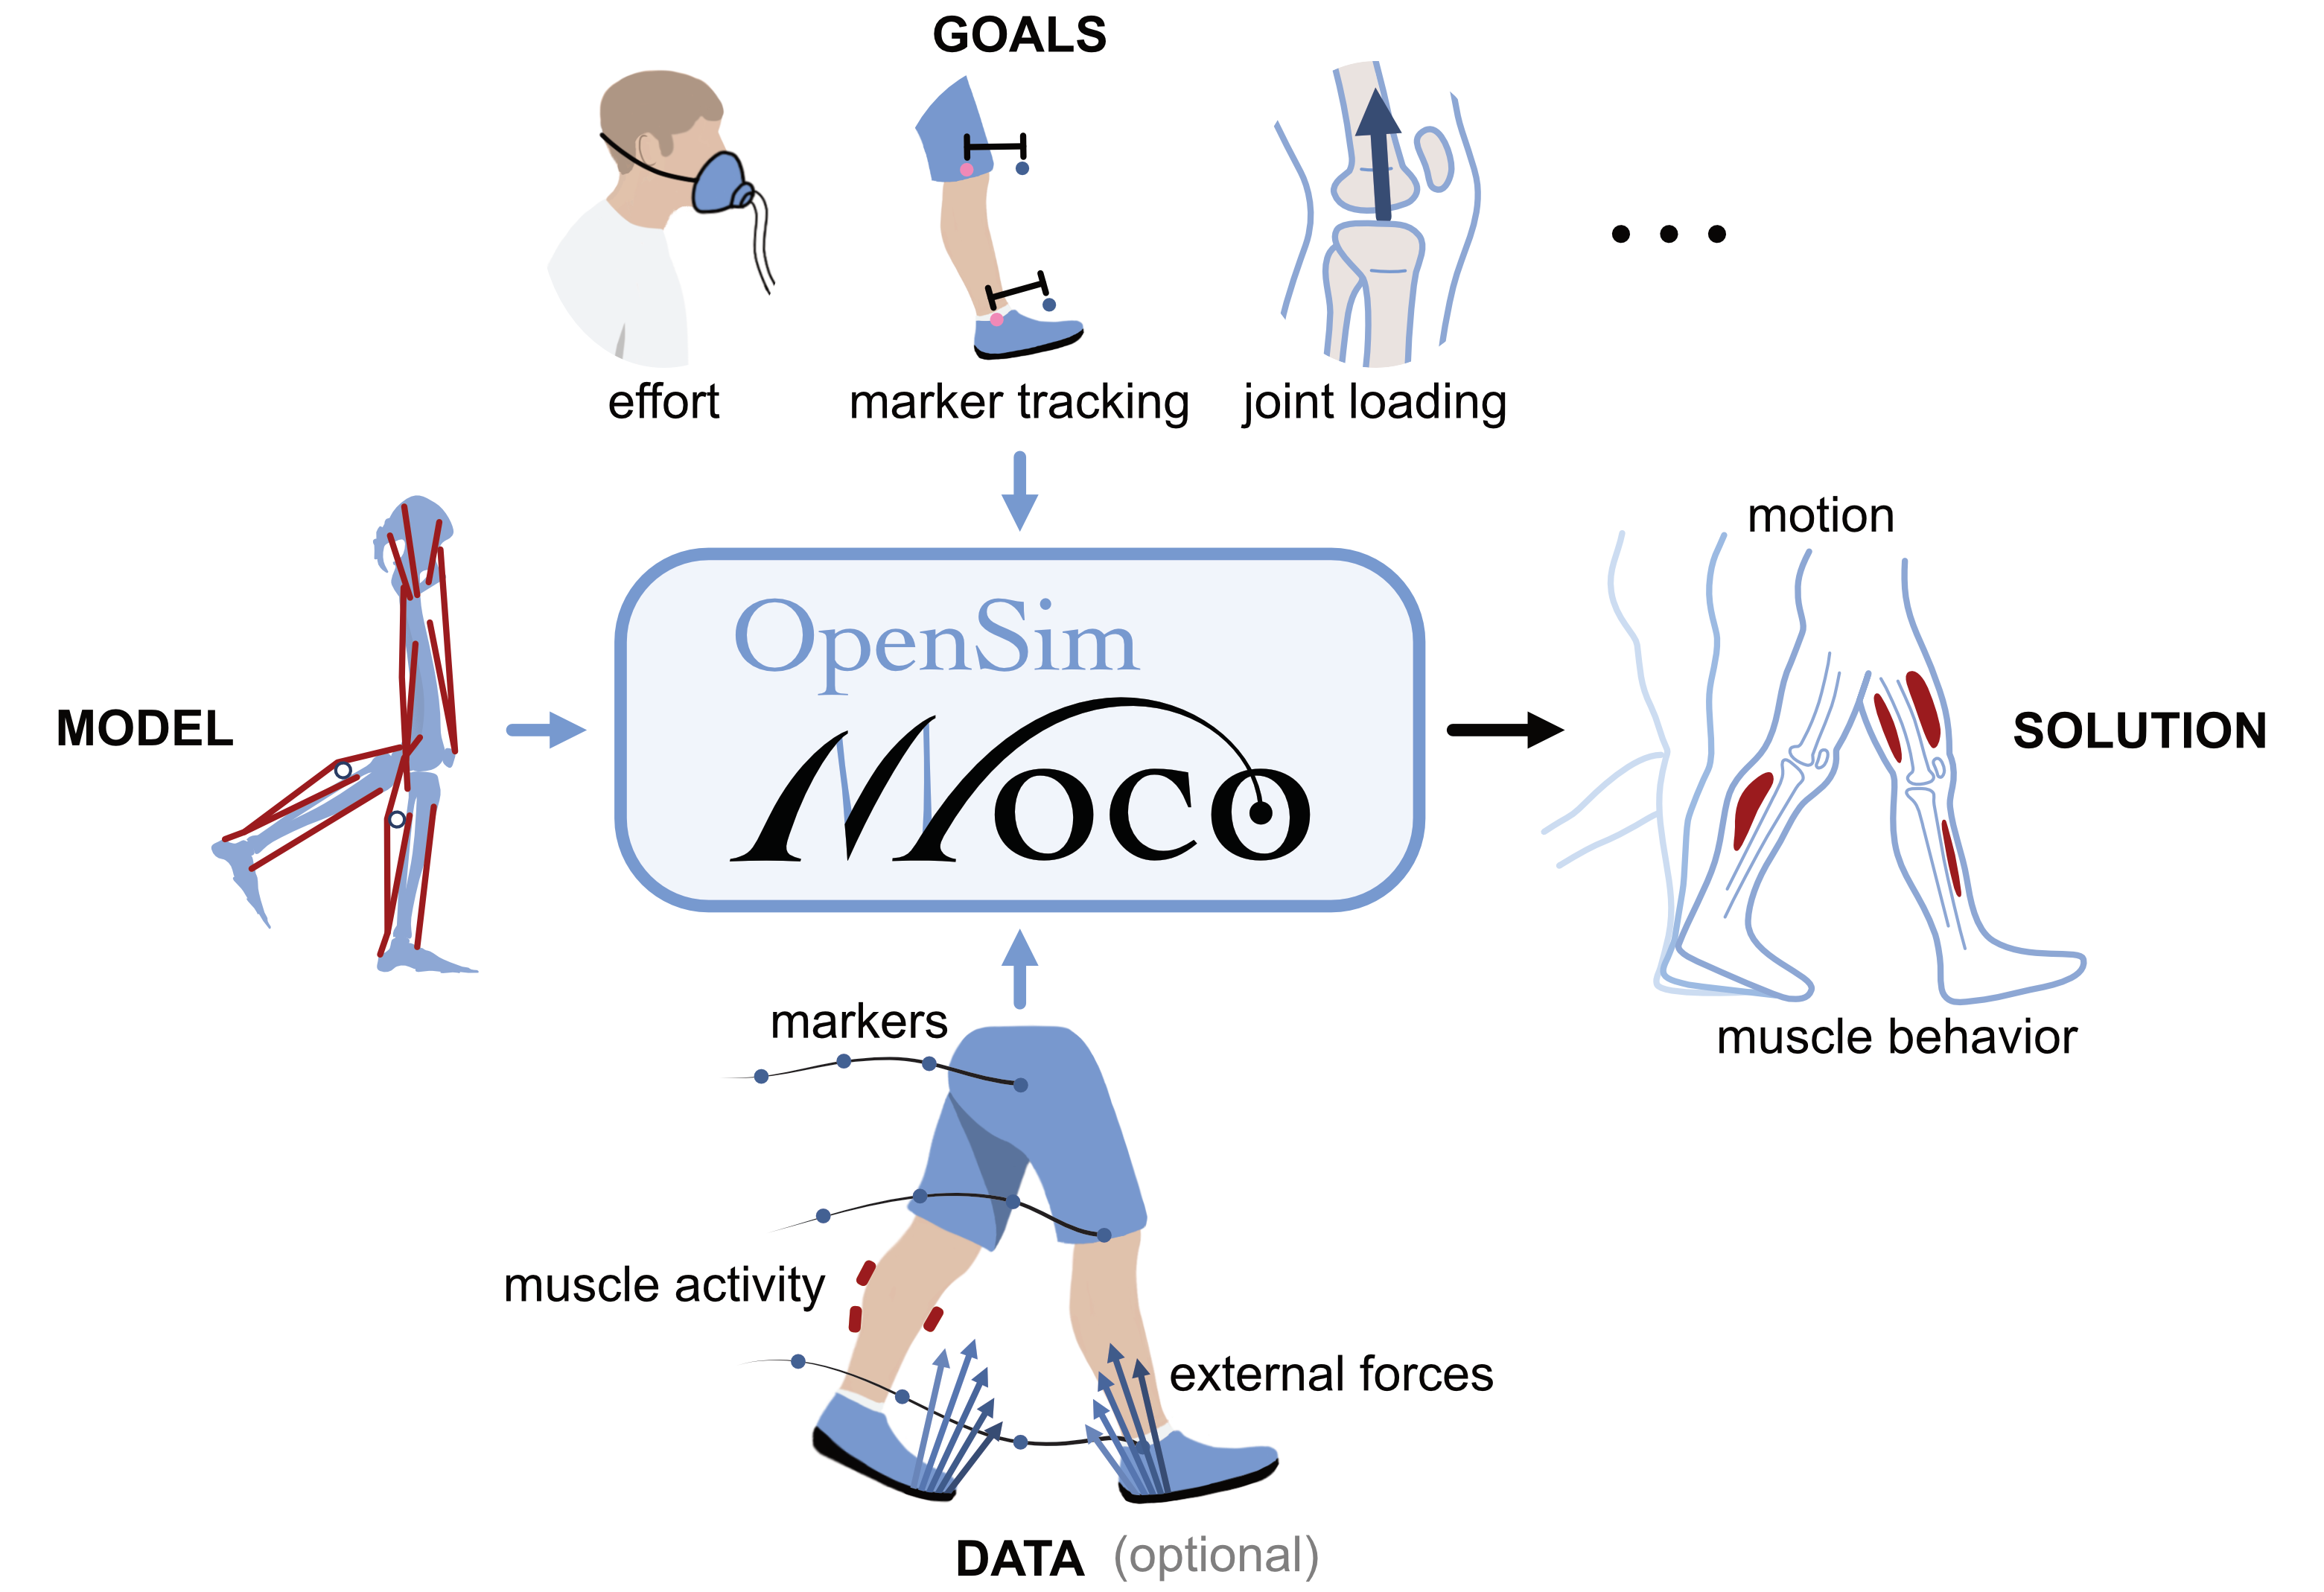 GOALS
effort
marker tracking
joint loading
• • •
MODEL
OpenSim
Moco
motion
SOLUTION
muscle behavior
markers
muscle activity
external forces
DATA (optional)